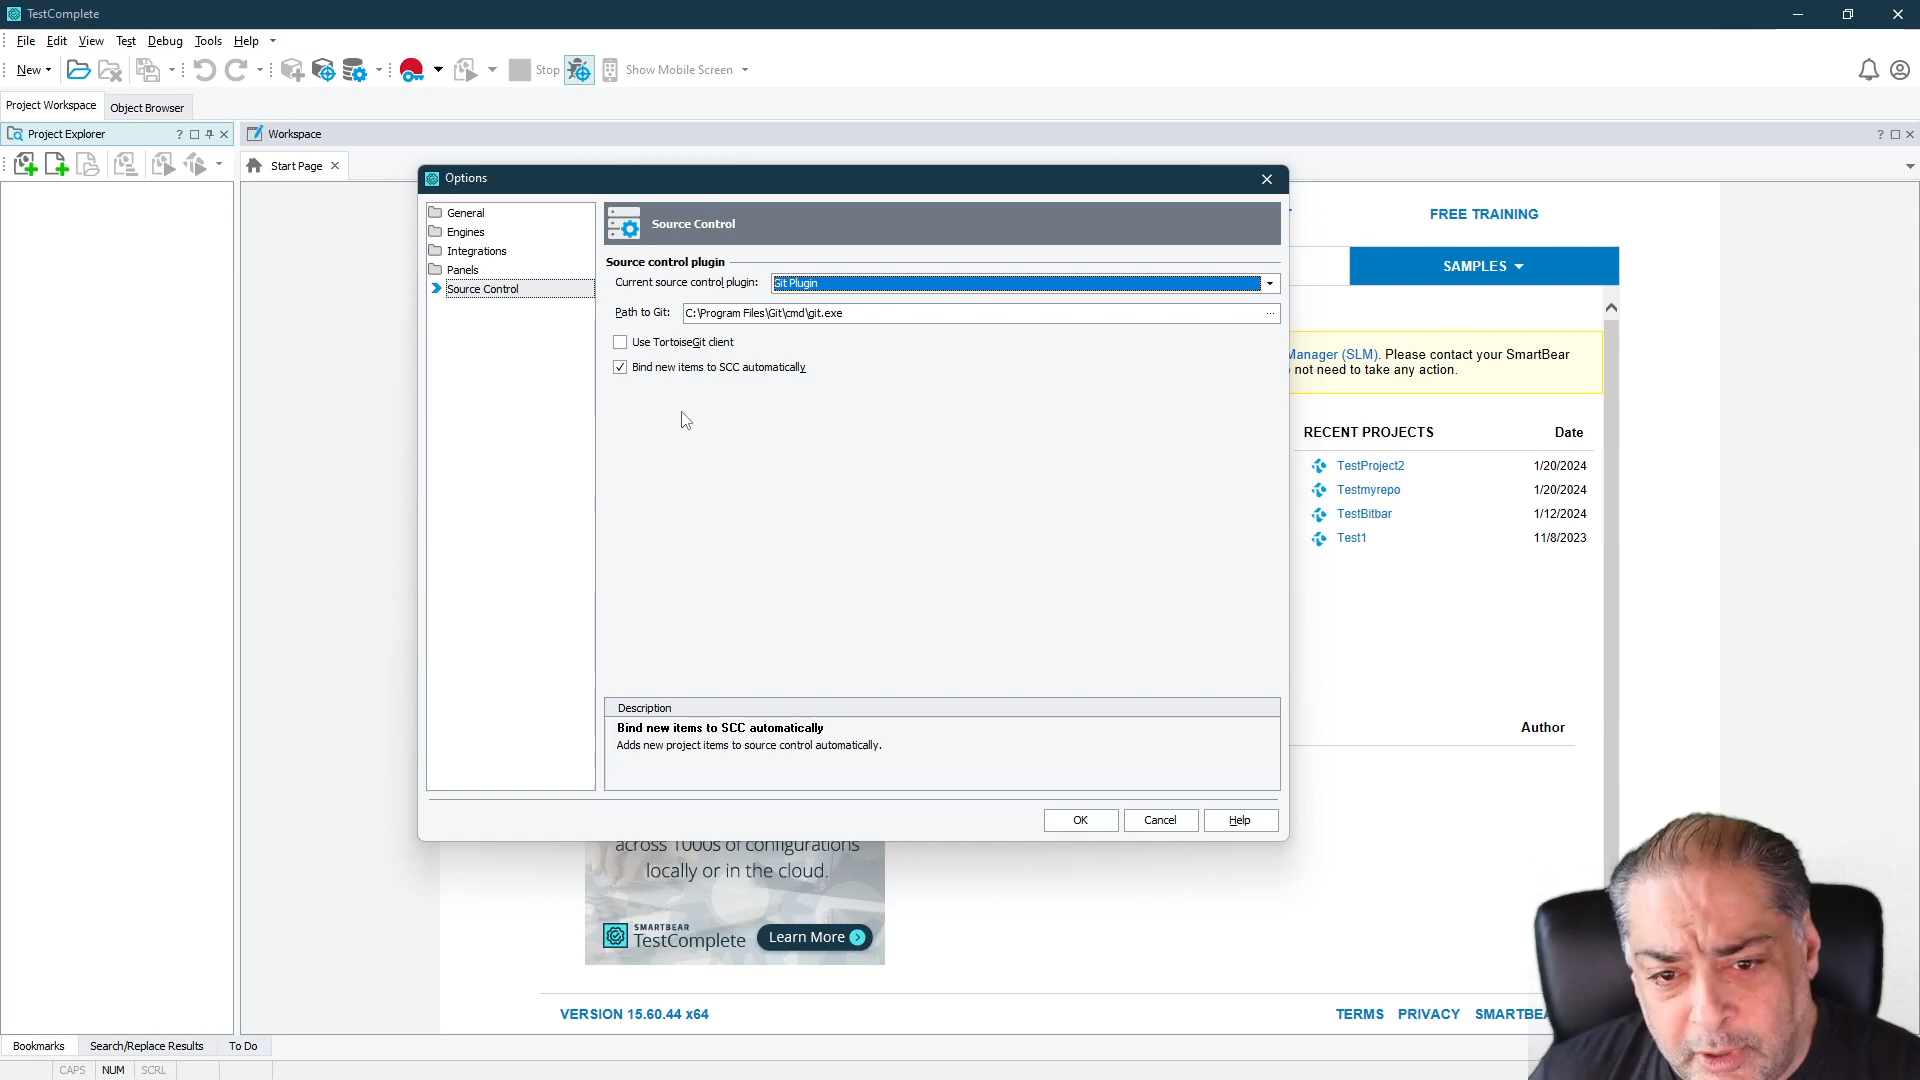 TestComplete
File Edit View Test Debug Tools Help
New Stop Show Mobile Screen
Project Workspace Object Browser
Project Explorer ? Workspace ?
Start Page
Options
General
Engines
Integrations
Panels
Source Control
Source Control
Source control plugin
Current source control plugin: Git Plugin
Path to Git: C:\Program Files\Git\cmd\git.exe ...
Use TortoiseGit client
Bind new items to SCC automatically
Description
Bind new items to SCC automatically
Adds new project items to source control automatically.
OK Cancel Help
FREE TRAINING
SAMPLES
Manager (SLM). Please contact your SmartBear
not need to take any action.
RECENT PROJECTS Date
TestProject2 1/20/2024
Testmyrepo 1/20/2024
TestBitbar 1/12/2024
Test1 11/8/2023
Author
across 1000s of configurations
locally or in the cloud.
SMARTBEAR
TestComplete Learn More
VERSION 15.60.44 x64 TERMS PRIVACY SMARTBEA
Bookmarks Search/Replace Results To Do
CAPS NUM SCRL